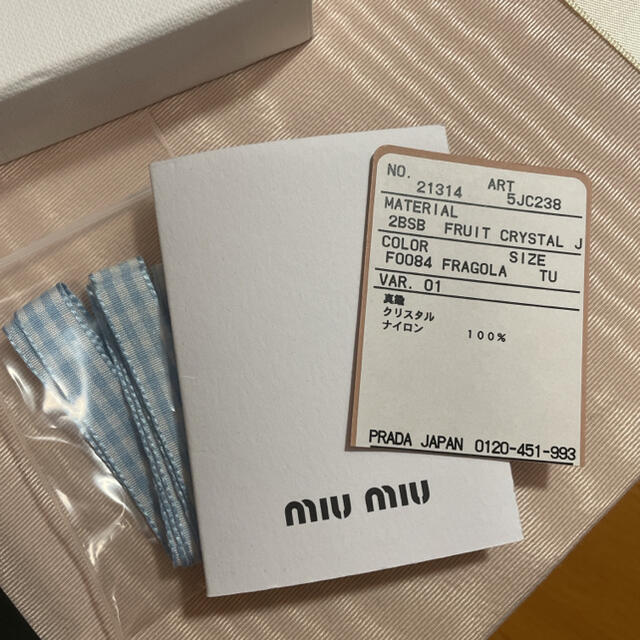 NO. ART
21314 5JC238
MATERIAL
2BSB FRUIT CRYSTAL J
COLOR SIZE
F0084 FRAGOLA TU
VAR. 01
真鍮
クリスタル
ナイロン 100%
PRADA JAPAN 0120-451-993
miu miu